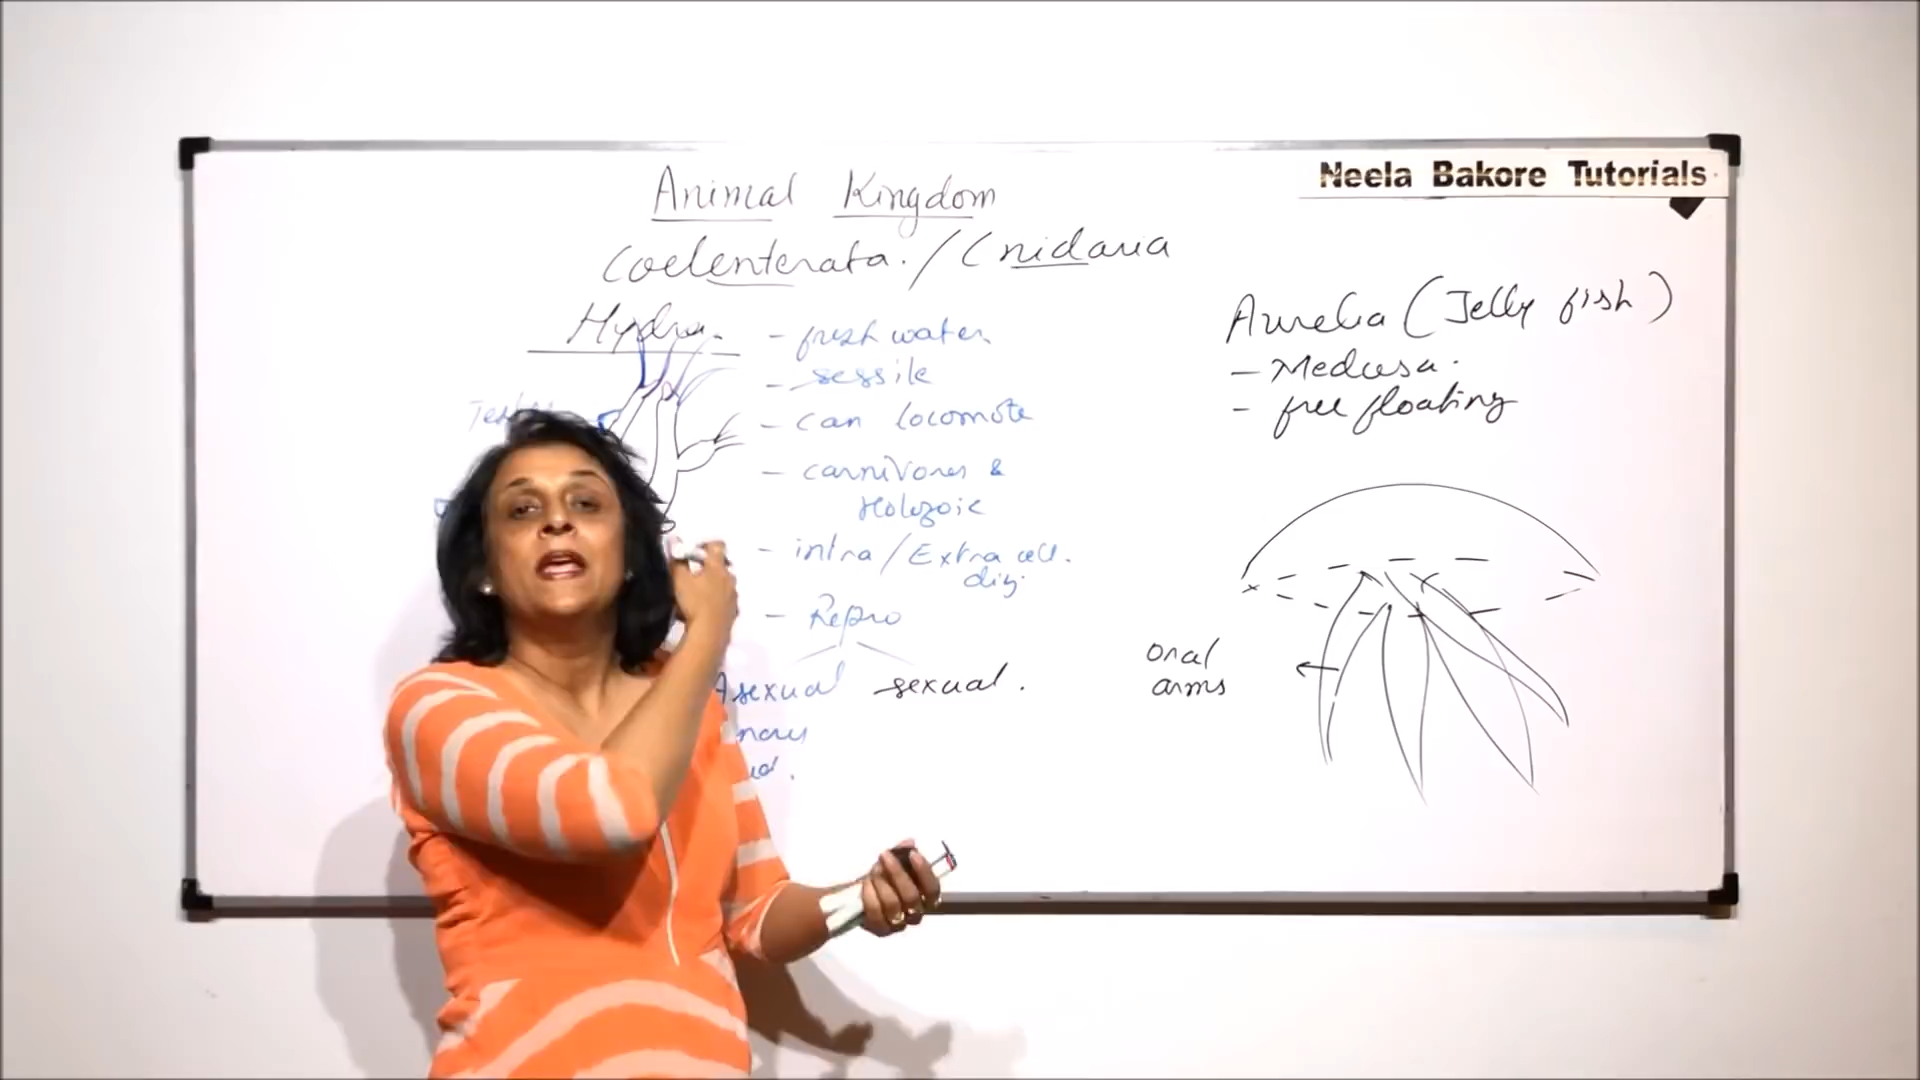 Neela Bakore Tutorials
Animal Kingdom
Coelenterata. / Cnidaria
Hydra.
- fresh water
- sessile
- can locomote
- carnivores &
Holozoic
- intra / Extra cell.
dig.
- Repro
Asexual sexual.
Aurelia (Jelly fish)
- Medusa.
- free floating
oral
arms